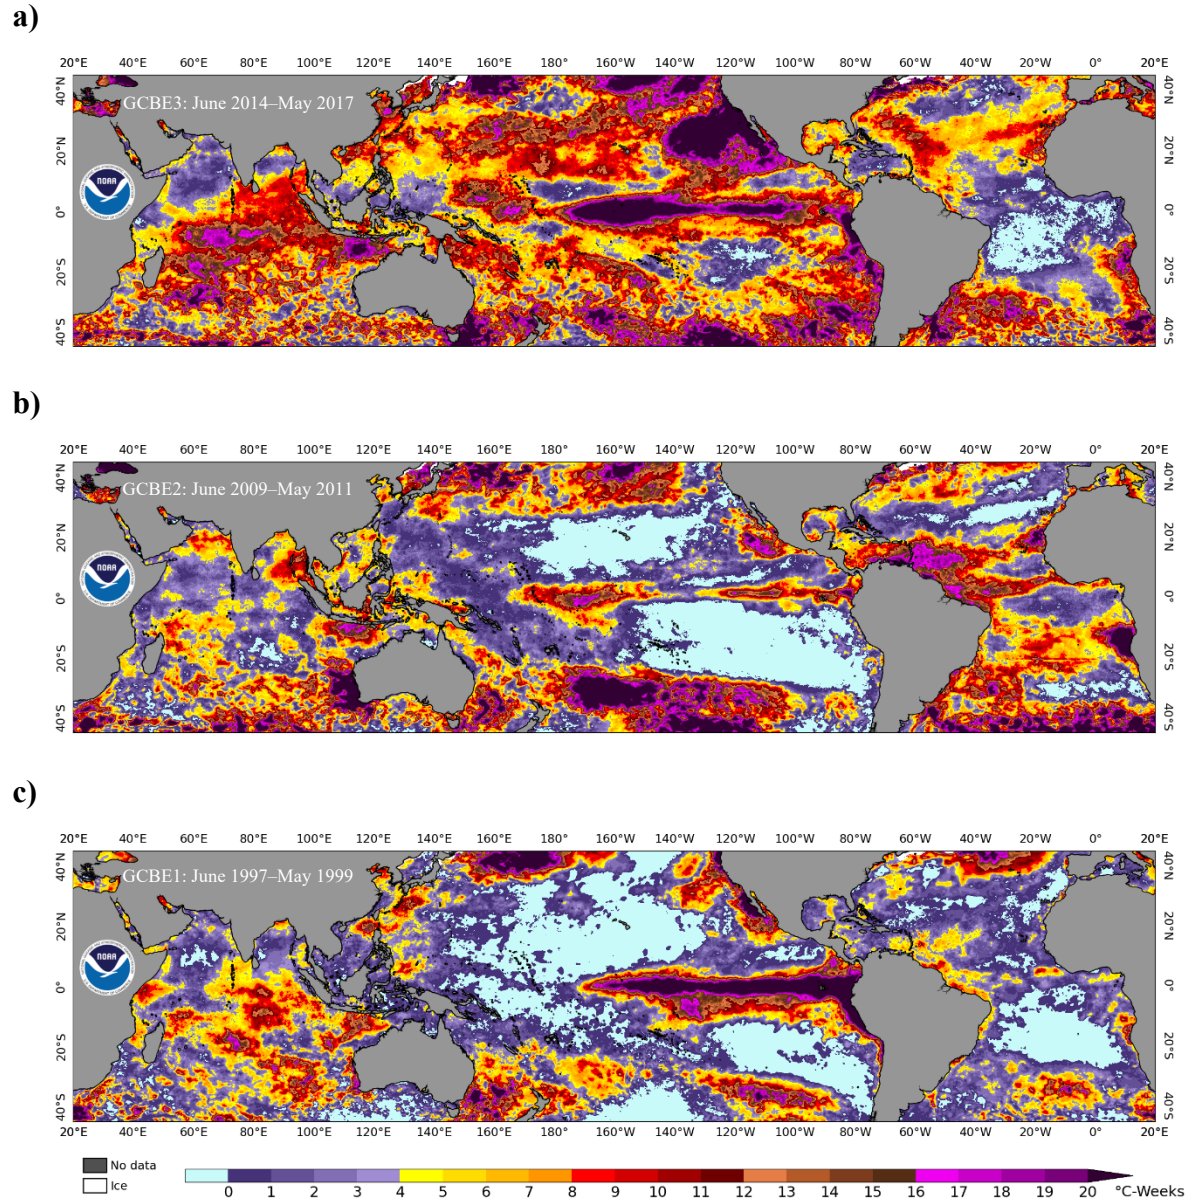 a)
20°E 40°E 60°E 80°E 100°E 120°E 140°E 160°E 180° 160°W 140°W 120°W 100°W 80°W 60°W 40°W 20°W 0° 20°E
GCBE3: June 2014–May 2017
NOAA
40°N 40°N
20°N 20°N
0° 0°
20°S 20°S
40°S 40°S
b)
20°E 40°E 60°E 80°E 100°E 120°E 140°E 160°E 180° 160°W 140°W 120°W 100°W 80°W 60°W 40°W 20°W 0° 20°E
GCBE2: June 2009–May 2011
NOAA
40°N 40°N
20°N 20°N
0° 0°
20°S 20°S
40°S 40°S
c)
20°E 40°E 60°E 80°E 100°E 120°E 140°E 160°E 180° 160°W 140°W 120°W 100°W 80°W 60°W 40°W 20°W 0° 20°E
GCBE1: June 1997–May 1999
NOAA
40°N 40°N
20°N 20°N
0° 0°
20°S 20°S
40°S 40°S
20°E 40°E 60°E 80°E 100°E 120°E 140°E 160°E 180° 160°W 140°W 120°W 100°W 80°W 60°W 40°W 20°W 0° 20°E
No data
Ice
0 1 2 3 4 5 6 7 8 9 10 11 12 13 14 15 16 17 18 19 20 °C-Weeks